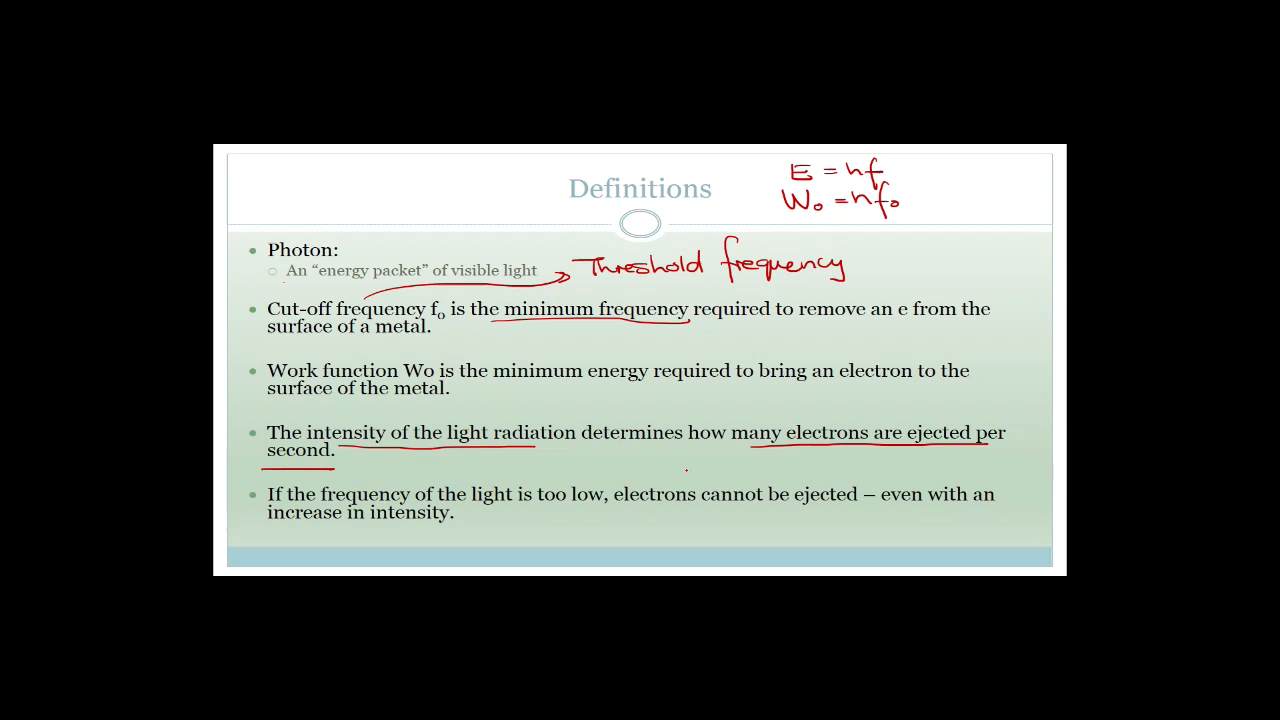 E = hf
Definitions
W₀ = hf₀
Photon:
Threshold frequency
An “energy packet” of visible light
Cut-off frequency f₀ is the minimum frequency required to remove an e from the
surface of a metal.
Work function Wo is the minimum energy required to bring an electron to the
surface of the metal.
The intensity of the light radiation determines how many electrons are ejected per
second.
If the frequency of the light is too low, electrons cannot be ejected – even with an
increase in intensity.